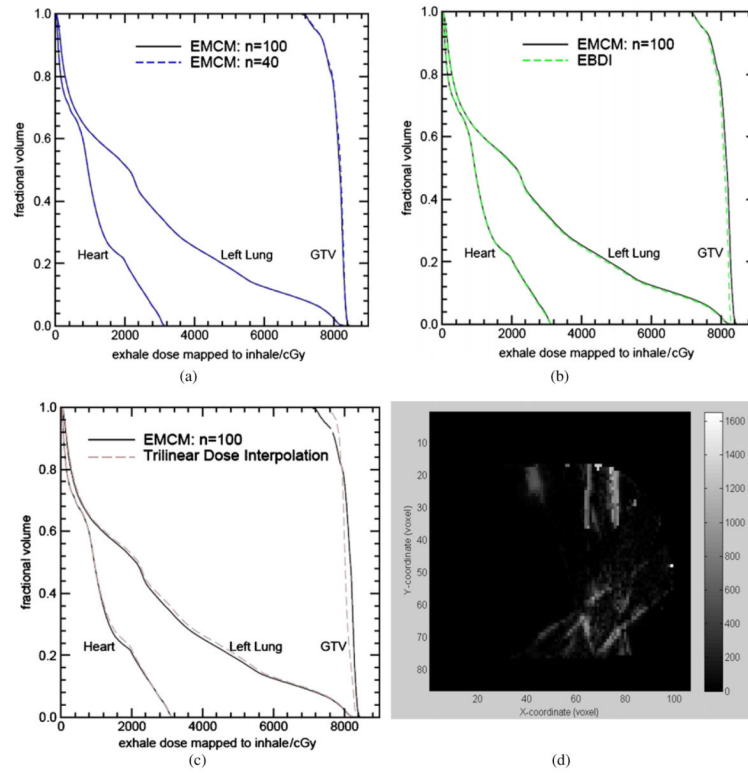 1.0
0.8
0.6
0.4
0.2
0.0
fractional volume
EMCM: n=100
EMCM: n=40
Heart
Left Lung
GTV
0 2000 4000 6000 8000
exhale dose mapped to inhale/cGy
(a)
1.0
0.8
0.6
0.4
0.2
0.0
fractional volume
EMCM: n=100
EBDI
Heart
Left Lung
GTV
0 2000 4000 6000 8000
exhale dose mapped to inhale/cGy
(b)
1.0
0.8
0.6
0.4
0.2
0.0
fractional volume
EMCM: n=100
Trilinear Dose Interpolation
Heart
Left Lung
GTV
0 2000 4000 6000 8000
exhale dose mapped to inhale/cGy
(c)
10
20
30
40
50
60
70
80
Y-coordinate (voxel)
20 40 60 80 100
X-coordinate (voxel)
1600
1400
1200
1000
800
600
400
200
0
(d)